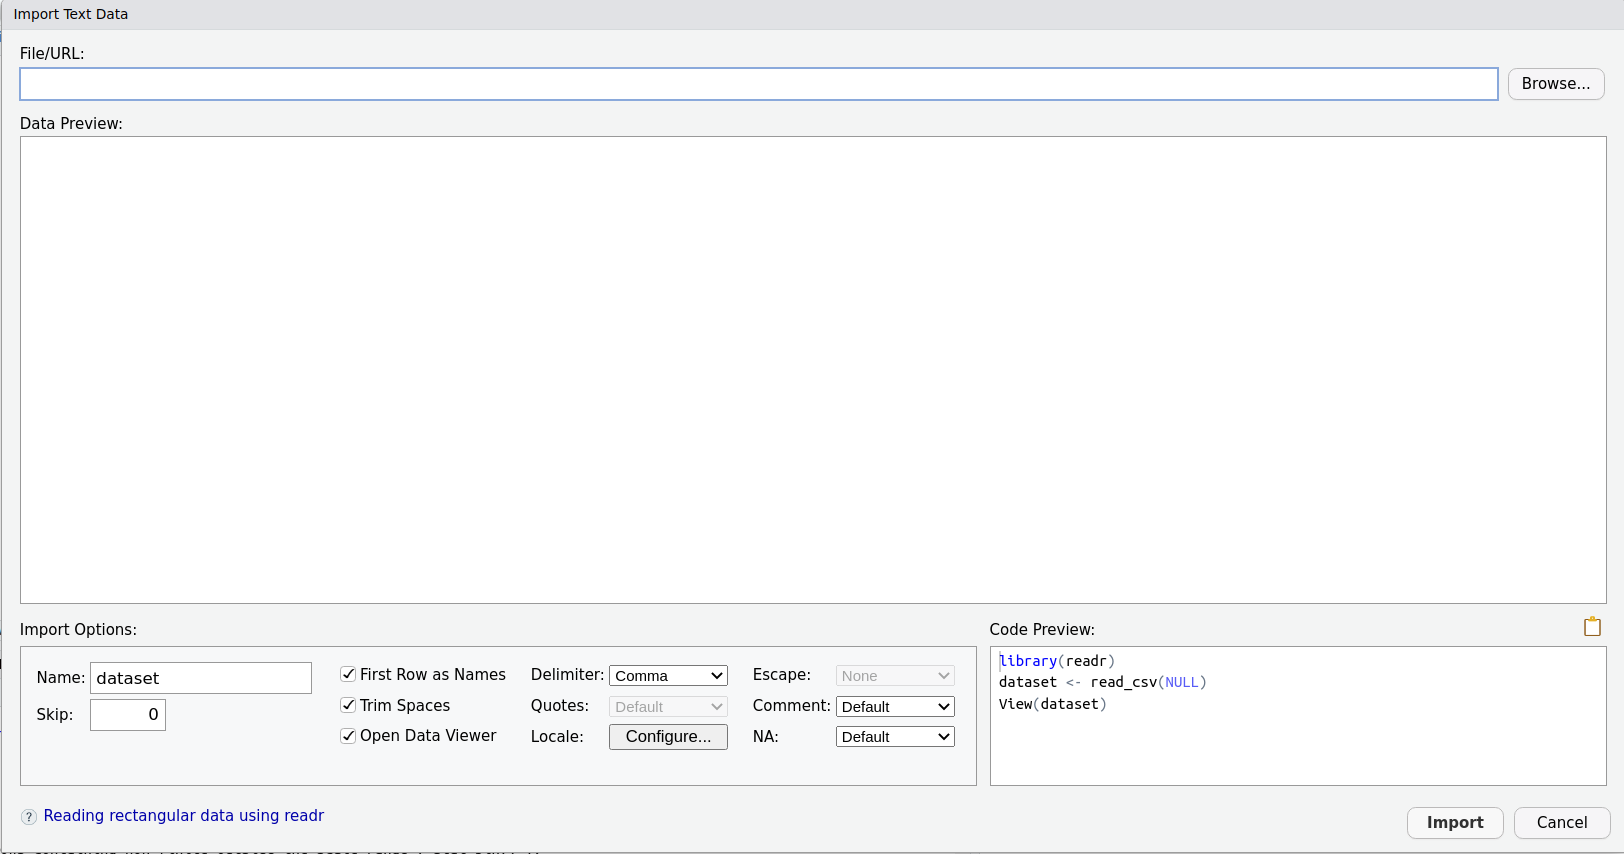 Import Text Data
File/URL:
Browse...
Data Preview:
Import Options:
Code Preview:
Name: dataset
Skip: 0
First Row as Names
Trim Spaces
Open Data Viewer
Delimiter: Comma
Quotes: Default
Locale: Configure...
Escape: None
Comment: Default
NA: Default
library(readr)
dataset <- read_csv(NULL)
View(dataset)
? Reading rectangular data using readr
Import
Cancel